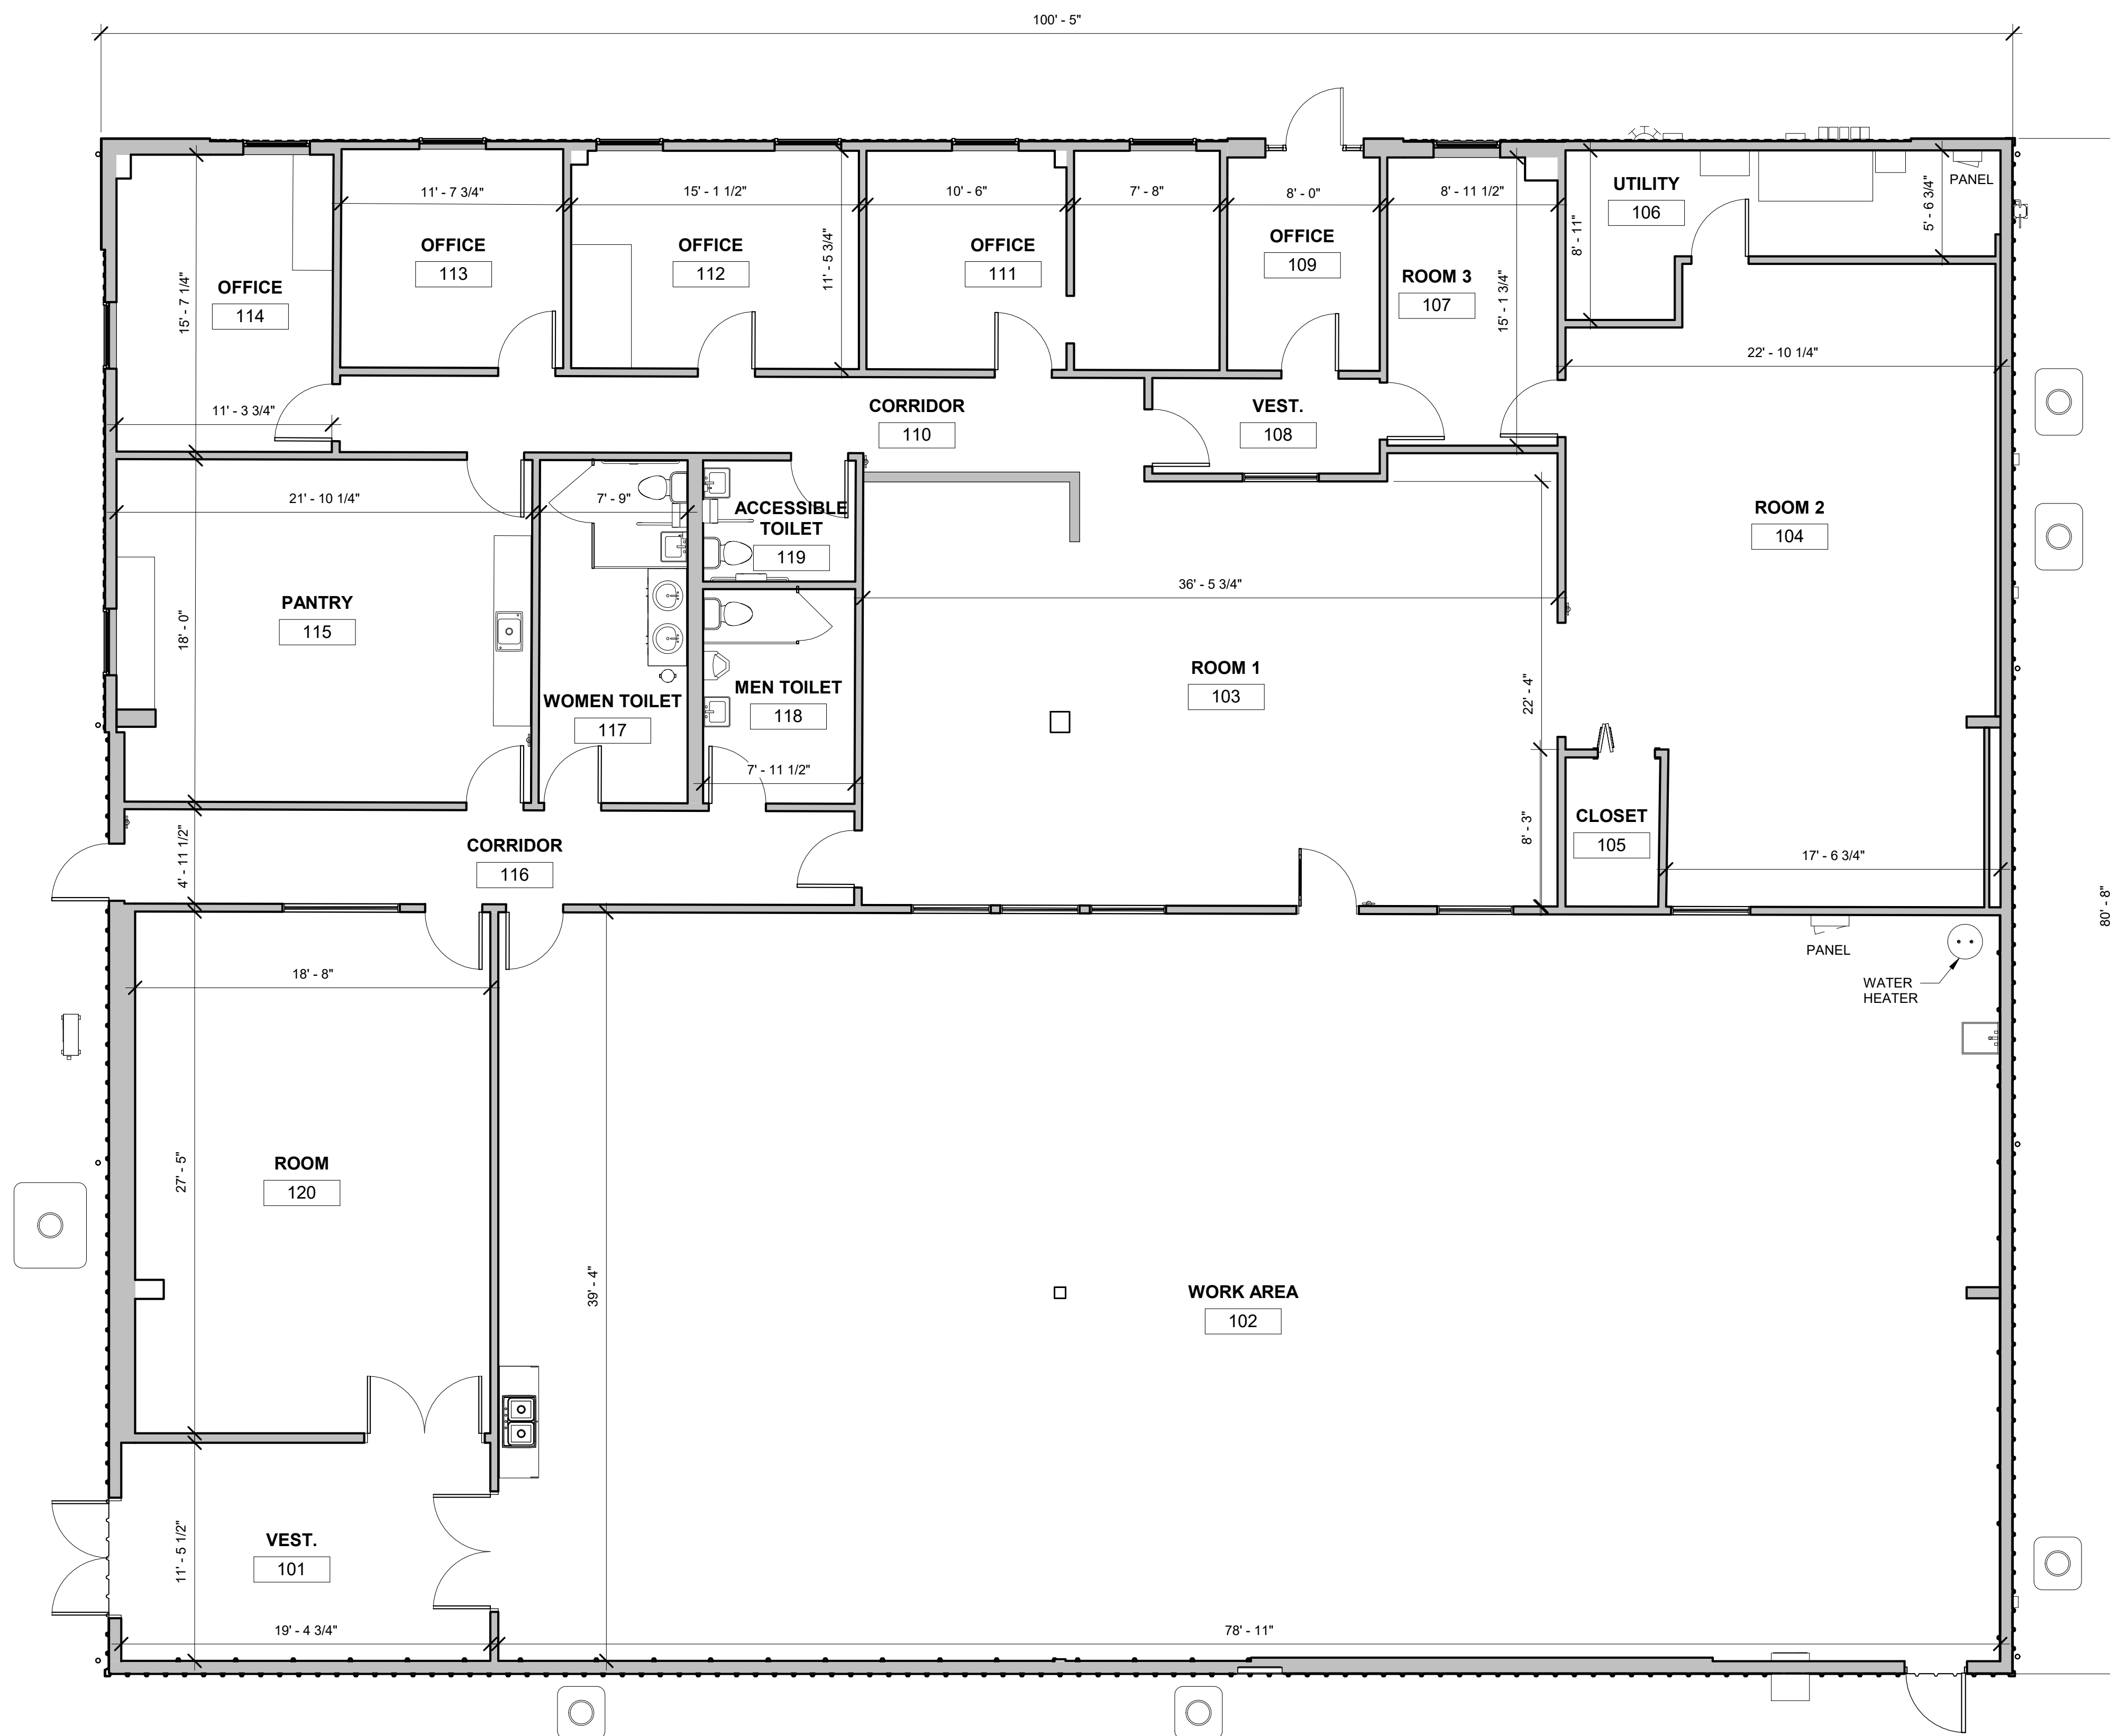 100' - 5"
11' - 7 3/4"
15' - 1 1/2"
10' - 6"
7' - 8"
8' - 0"
8' - 11 1/2"
UTILITY
106
PANEL
5' - 6 3/4"
8' - 11"
OFFICE
113
OFFICE
112
11' - 5 3/4"
OFFICE
111
OFFICE
109
ROOM 3
107
15' - 1 3/4"
OFFICE
114
15' - 7 1/4"
22' - 10 1/4"
11' - 3 3/4"
CORRIDOR
110
VEST.
108
21' - 10 1/4"
7' - 9"
ACCESSIBLE
TOILET
119
ROOM 2
104
36' - 5 3/4"
PANTRY
115
18' - 0"
WOMEN TOILET
117
MEN TOILET
118
7' - 11 1/2"
ROOM 1
103
22' - 4"
8' - 3"
CLOSET
105
17' - 6 3/4"
4' - 11 1/2"
CORRIDOR
116
80' - 8"
PANEL
WATER
HEATER
18' - 8"
ROOM
120
27' - 5"
39' - 4"
WORK AREA
102
VEST.
101
11' - 5 1/2"
19' - 4 3/4"
78' - 11"